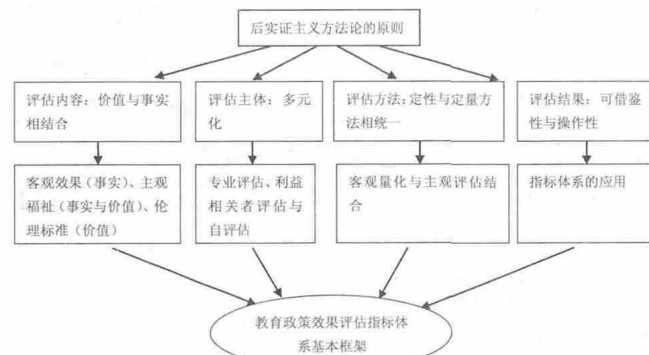 后实证主义方法论的原则
评估内容：价值与事实
相结合
评估主体：多元
化
评估方法：定性与定量方
法相统一
评估结果：可借鉴
性与操作性
客观效果（事实）、主观
福祉（事实与价值）、伦
理标准（价值）
专业评估、利益
相关者评估与
自评估
客观量化与主观评估结
合
指标体系的应用
教育政策效果评估指标体
系基本框架